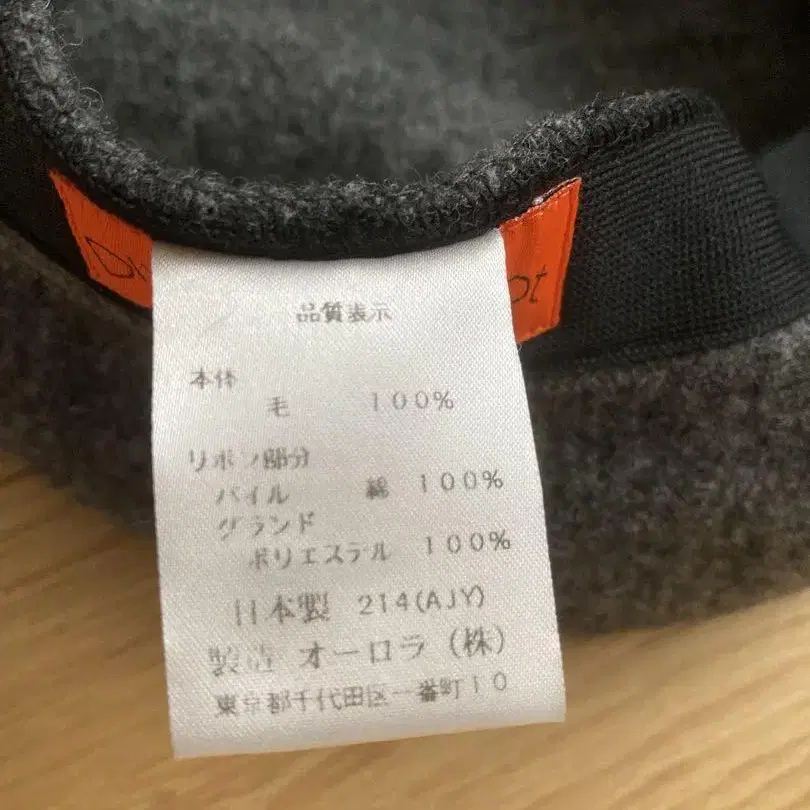 品質表示
本体
毛 100%
リボン部分
パイル 綿 100%
グランド
ポリエステル 100%
日本製 214(AJY)
製造 オーロラ(株)
東京都千代田区一番町10